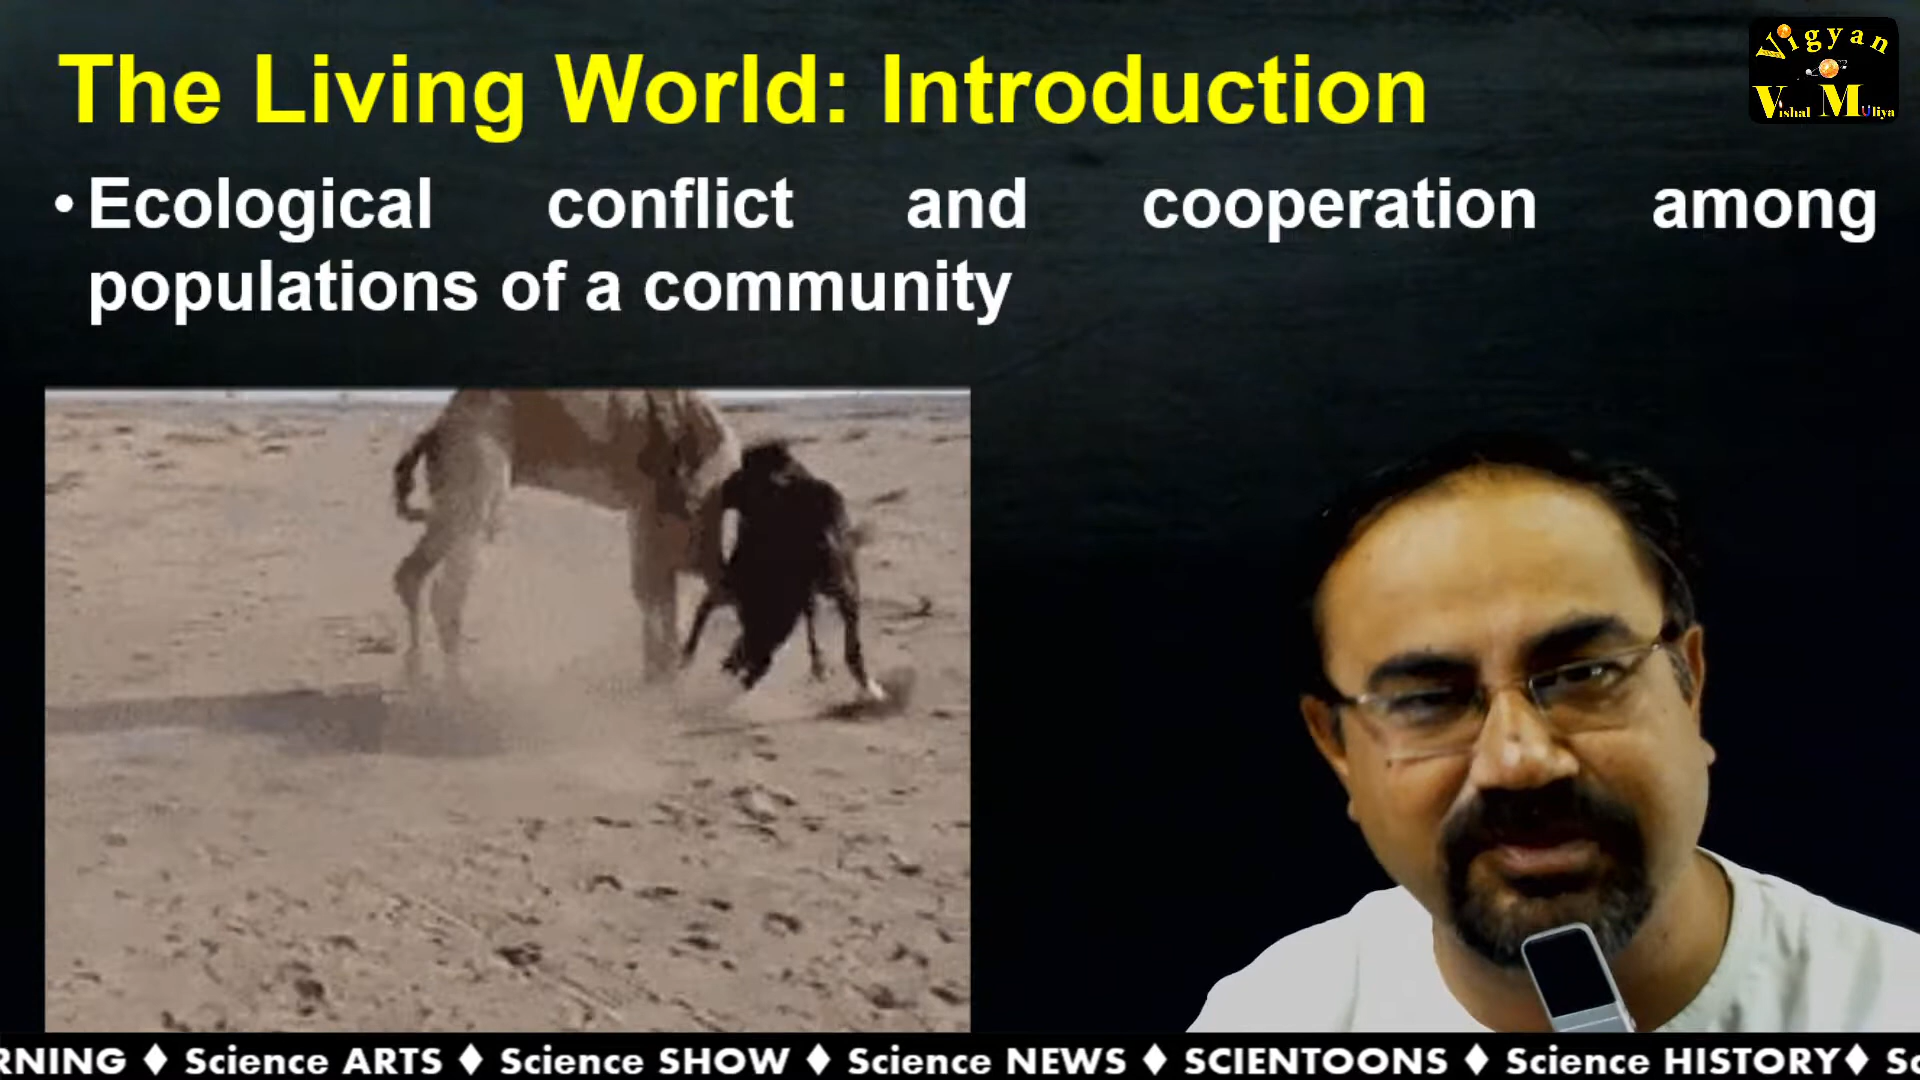 The Living World: Introduction
Vigyan
Vishal Muliya
• Ecological conflict and cooperation among
populations of a community
RNING ♦ Science ARTS ♦ Science SHOW ♦ Science NEWS ♦ SCIENTOONS ♦ Science HISTORY♦ Sc